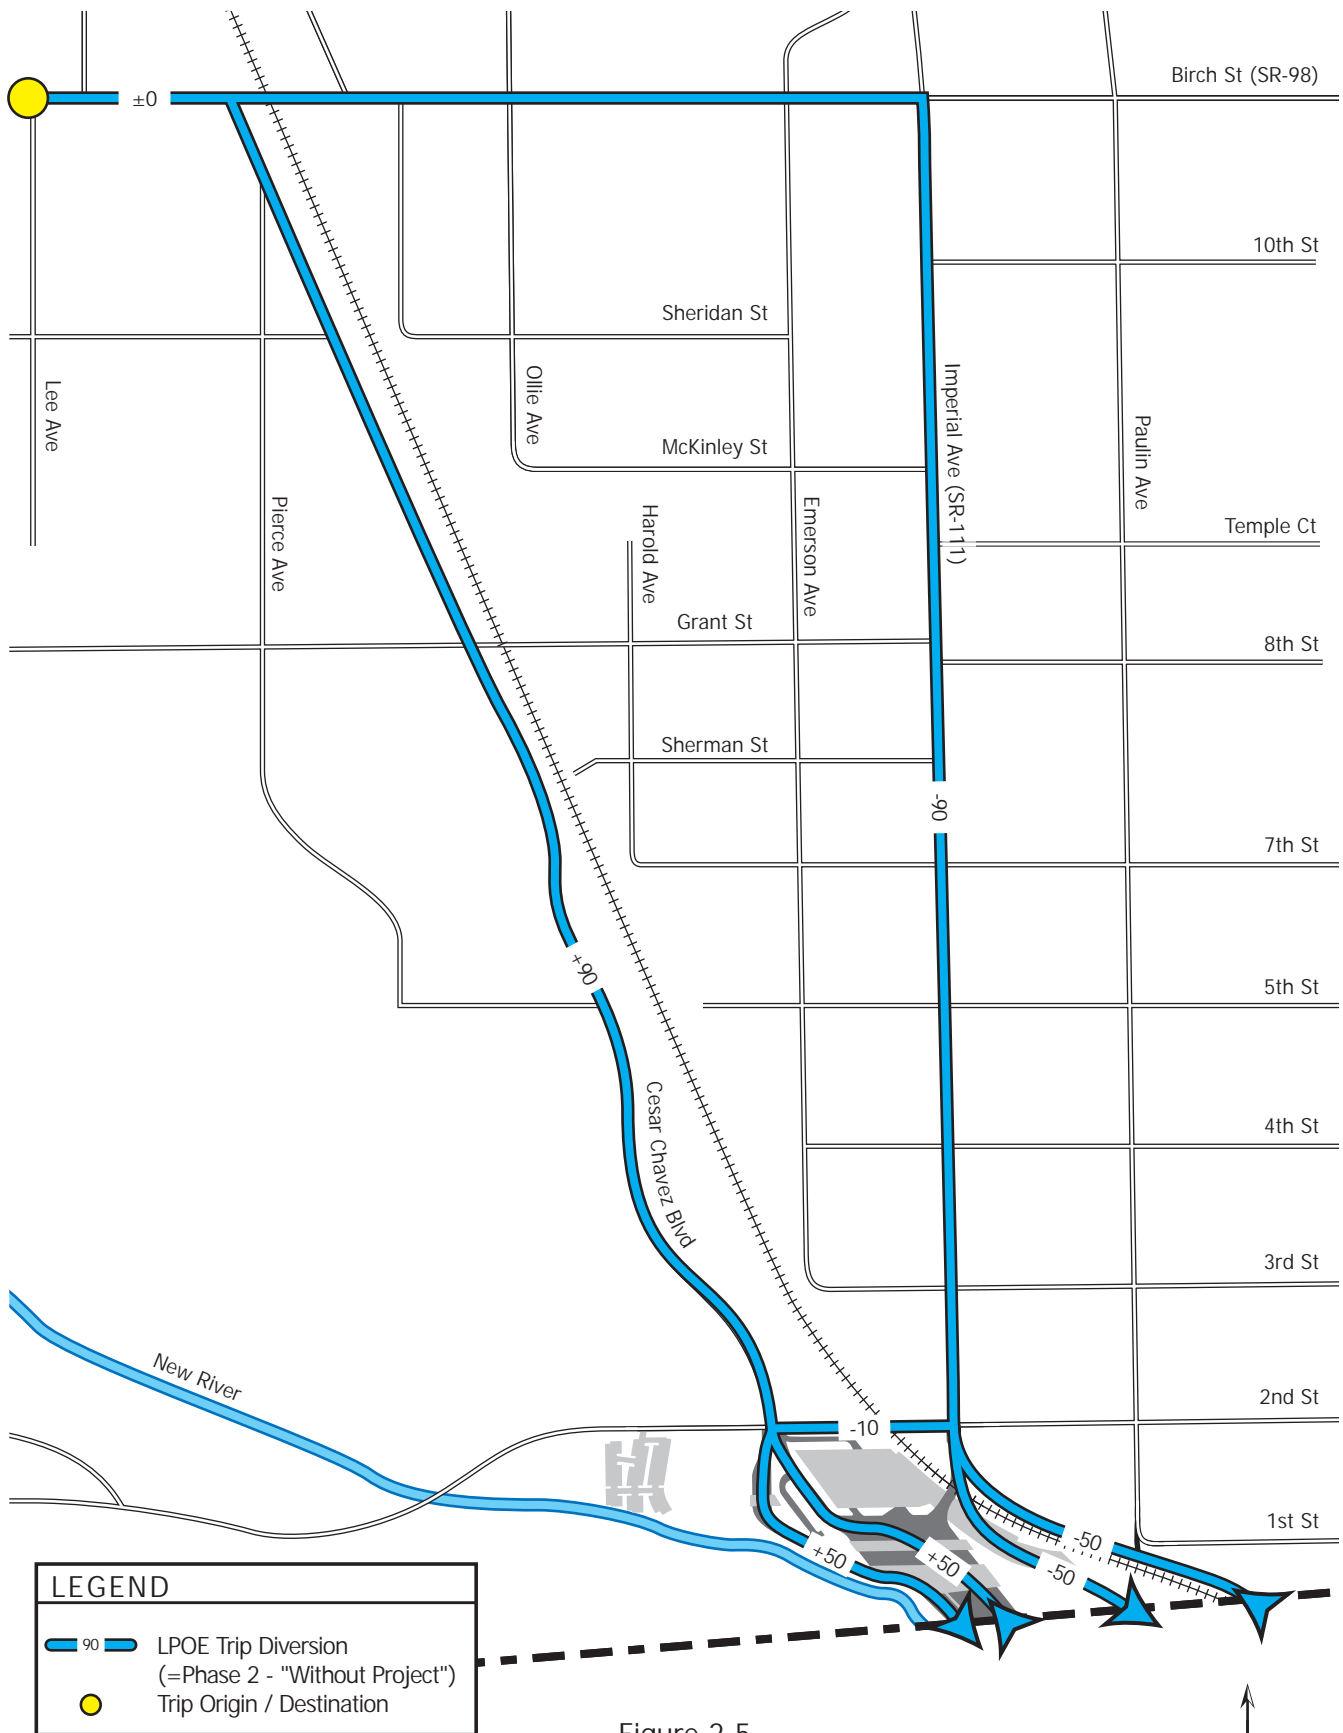 Birch St (SR-98)
±0
10th St
Sheridan St
Lee Ave
Ollie Ave
Imperial Ave (SR-111)
McKinley St
Paulin Ave
Pierce Ave
Harold Ave
Emerson Ave
Temple Ct
Grant St
8th St
Sherman St
-90
7th St
+90
5th St
Cesar Chavez Blvd
4th St
3rd St
New River
2nd St
-10
1st St
-50
+50
+50
-50
LEGEND
90 LPOE Trip Diversion
(=Phase 2 - "Without Project")
Trip Origin / Destination
Figure 2-5